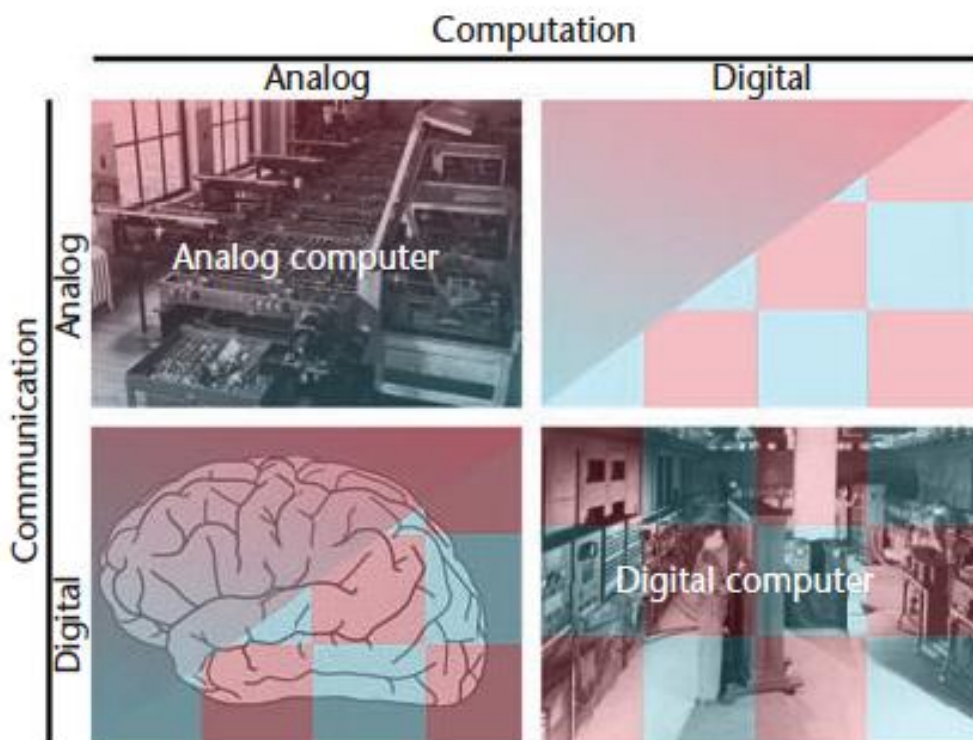 Computation
Analog
Digital
Communication
Analog
Analog computer
Digital
Digital computer